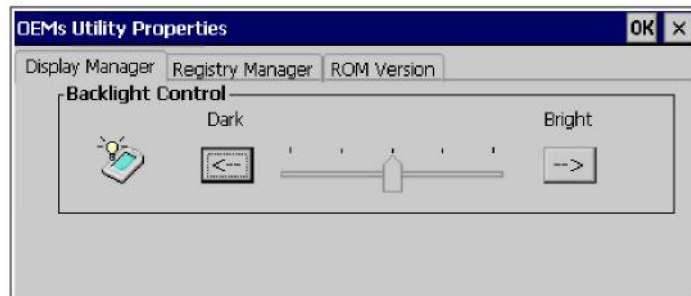 OEMs Utility Properties OK ×
Display Manager Registry Manager ROM Version
Backlight Control
Dark Bright
<-- -->